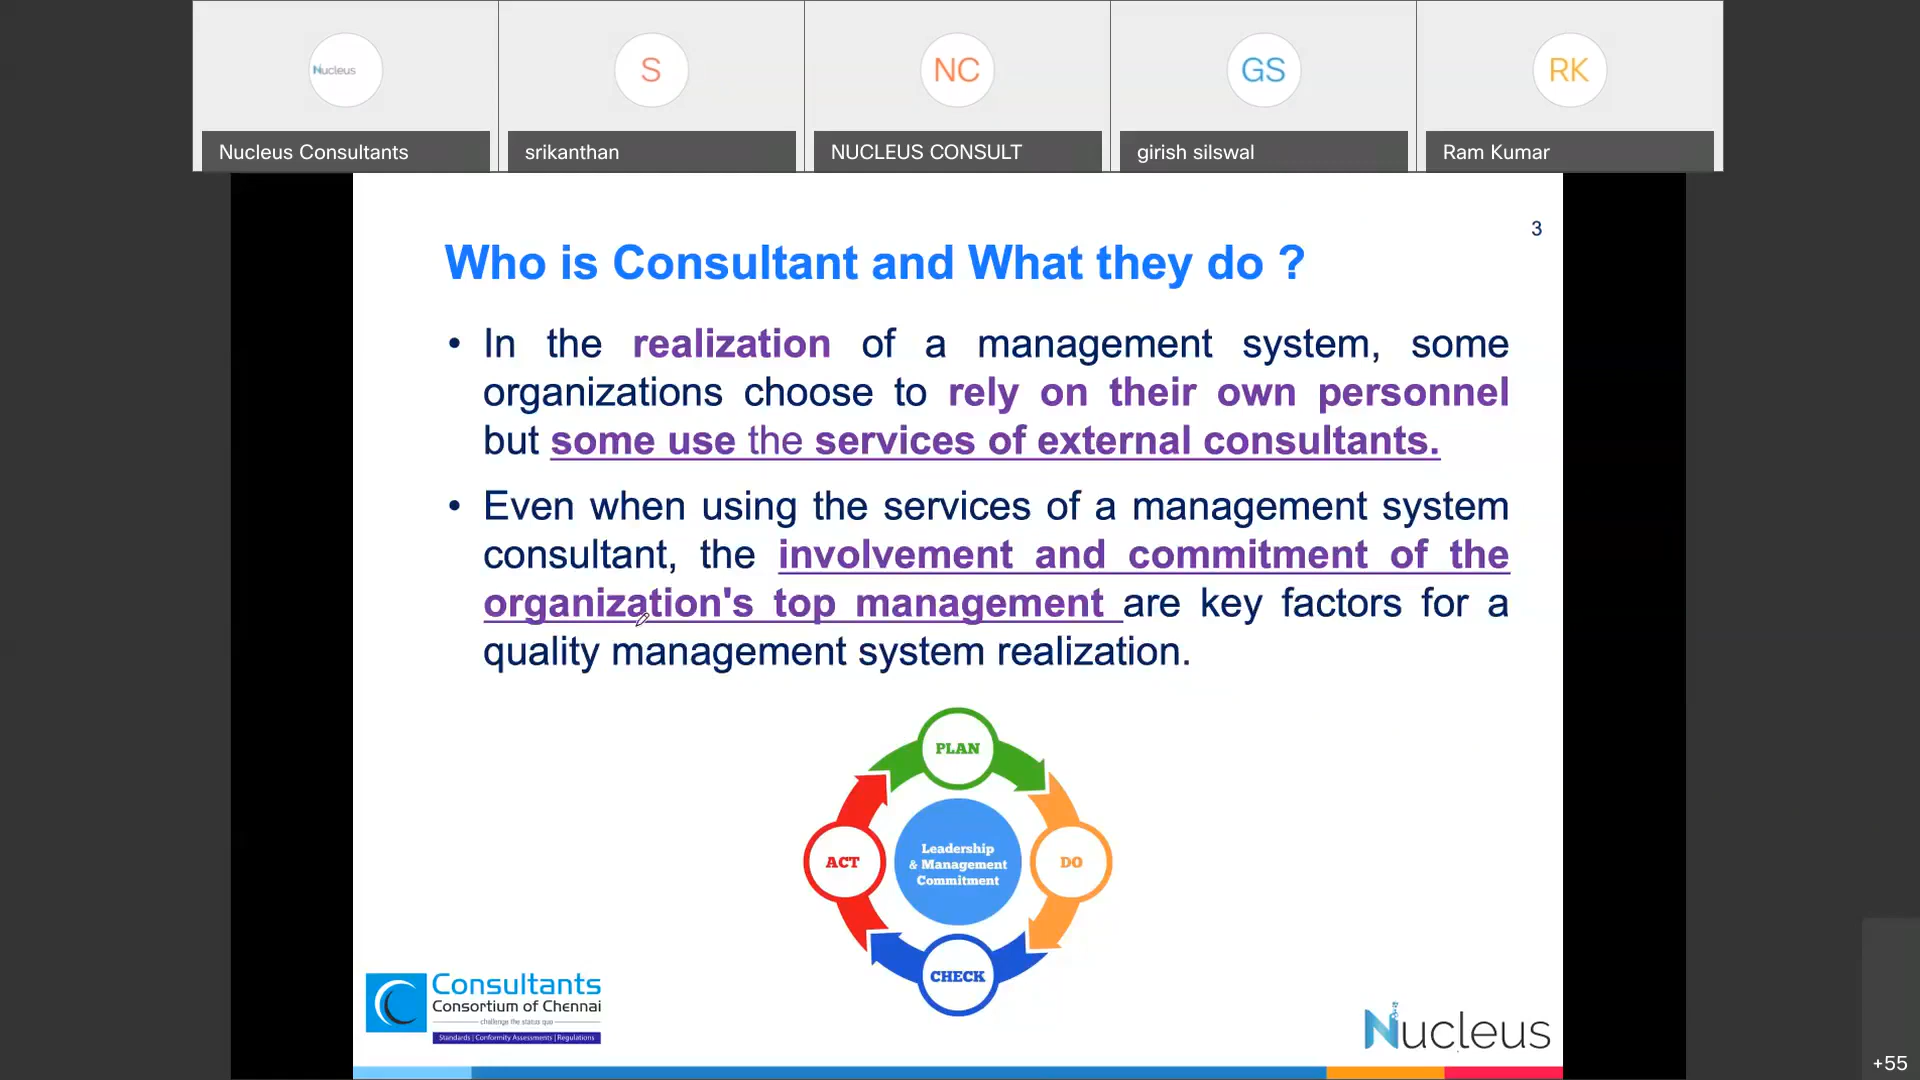 Nucleus
S
NC
GS
RK
Nucleus Consultants
srikanthan
NUCLEUS CONSULT
girish silswal
Ram Kumar
3
Who is Consultant and What they do ?
• In the realization of a management system, some
organizations choose to rely on their own personnel
but some use the services of external consultants.
• Even when using the services of a management system
consultant, the involvement and commitment of the
organization's top management are key factors for a
quality management system realization.
PLAN
Leadership
& Management
Commitment
ACT
DO
CHECK
Consultants
Consortium of Chennai
challenge the status quo
Standards | Conformity Assessments | Regulations
Nucleus
+55